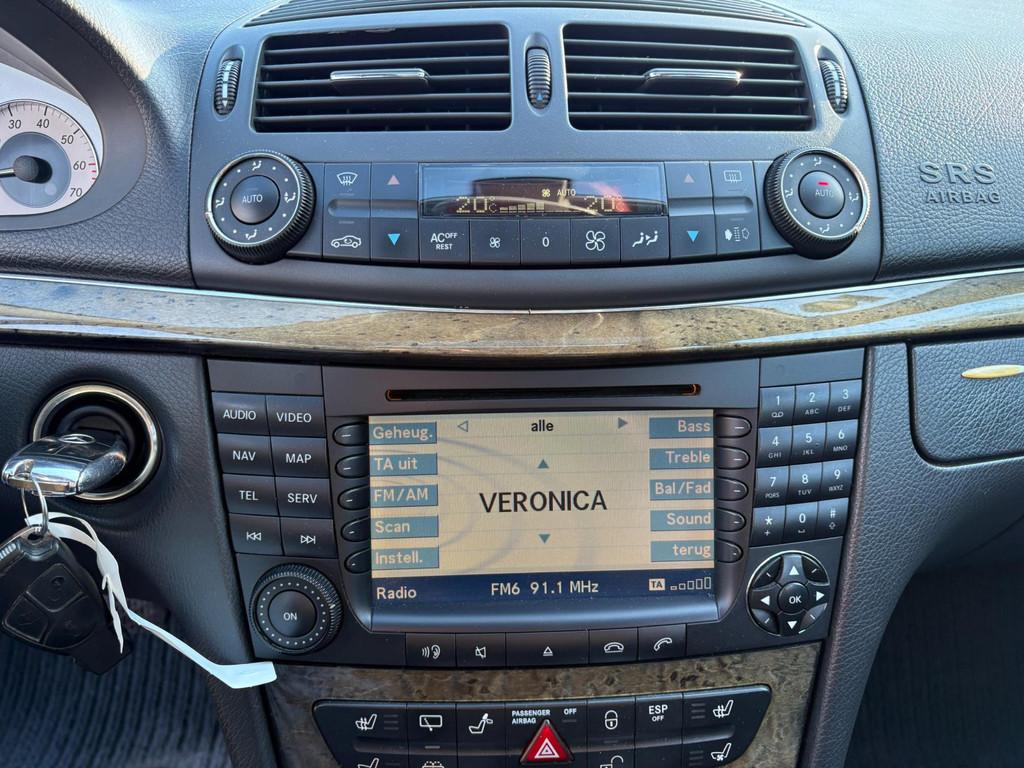 30
40
50
60
70
AUTO
AUTO
AUTO
20°C
20°C
AC OFF
REST
0
SRS
AIRBAG
AUDIO
VIDEO
NAV
MAP
TEL
SERV
ON
Geheug.
alle
Bass
TA uit
Treble
FM/AM
VERONICA
Bal/Fad
Scan
Sound
Instell.
terug
Radio
FM6 91.1 MHz
TA
1
2 ABC
3 DEF
4 GHI
5 JKL
6 MNO
7 PQRS
8 TUV
9 WXYZ
*
0
#
OK
PASSENGER OFF
AIRBAG
ESP
OFF